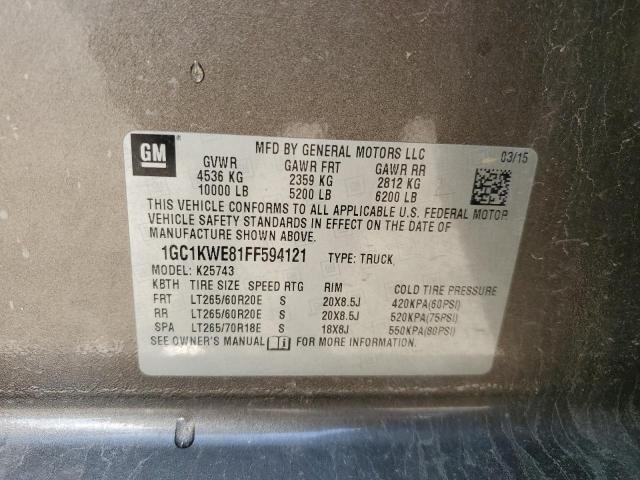 GM
MFD BY GENERAL MOTORS LLC
03/15
GVWR GAWR FRT GAWR RR
4536 KG 2359 KG 2812 KG
10000 LB 5200 LB 6200 LB
THIS VEHICLE CONFORMS TO ALL APPLICABLE U.S. FEDERAL MOTOR
VEHICLE SAFETY STANDARDS IN EFFECT ON THE DATE OF
MANUFACTURE SHOWN ABOVE.
1GC1KWE81FF594121 TYPE: TRUCK
MODEL: K25743
KBTH TIRE SIZE SPEED RTG RIM COLD TIRE PRESSURE
FRT LT265/60R20E S 20X8.5J 420KPA(60PSI)
RR LT265/60R20E S 20X8.5J 520KPA(75PSI)
SPA LT265/70R18E S 18X8J 550KPA(80PSI)
SEE OWNER'S MANUAL FOR MORE INFORMATION.